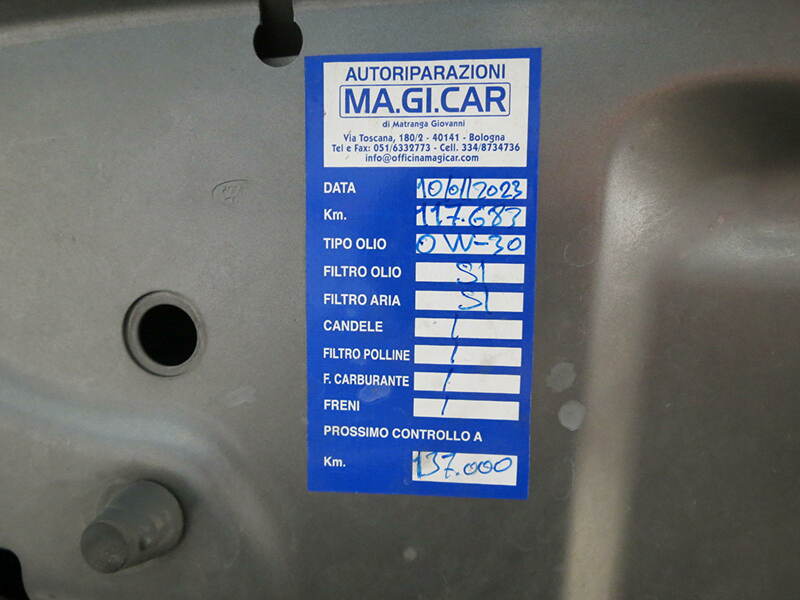 AUTORIPARAZIONI
MA.GI.CAR
di Matranga Giovanni
Via Toscana, 180/2 - 40141 - Bologna
Tel e Fax: 051/6332773 - Cell. 334/8734736
info@officinamagicar.com
DATA 10/01/2023
Km. 117.683
TIPO OLIO 0W-30
FILTRO OLIO SI
FILTRO ARIA SI
CANDELE /
FILTRO POLLINE /
F. CARBURANTE /
FRENI /
PROSSIMO CONTROLLO A
Km. 137.000